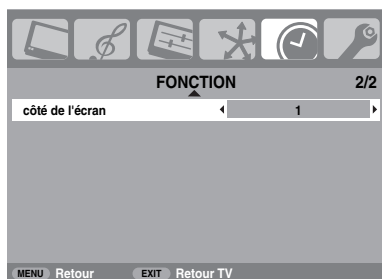 FONCTION 2/2
côté de l'écran 1
MENU Retour EXIT Retour TV